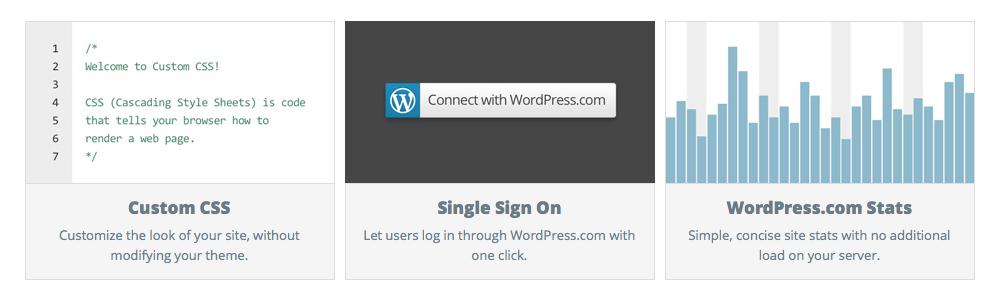 1 /*
2 Welcome to Custom CSS!
3
4 CSS (Cascading Style Sheets) is code
5 that tells your browser how to
6 render a web page.
7 */
Custom CSS
Customize the look of your site, without
modifying your theme.
Connect with WordPress.com
Single Sign On
Let users log in through WordPress.com with
one click.
WordPress.com Stats
Simple, concise site stats with no additional
load on your server.